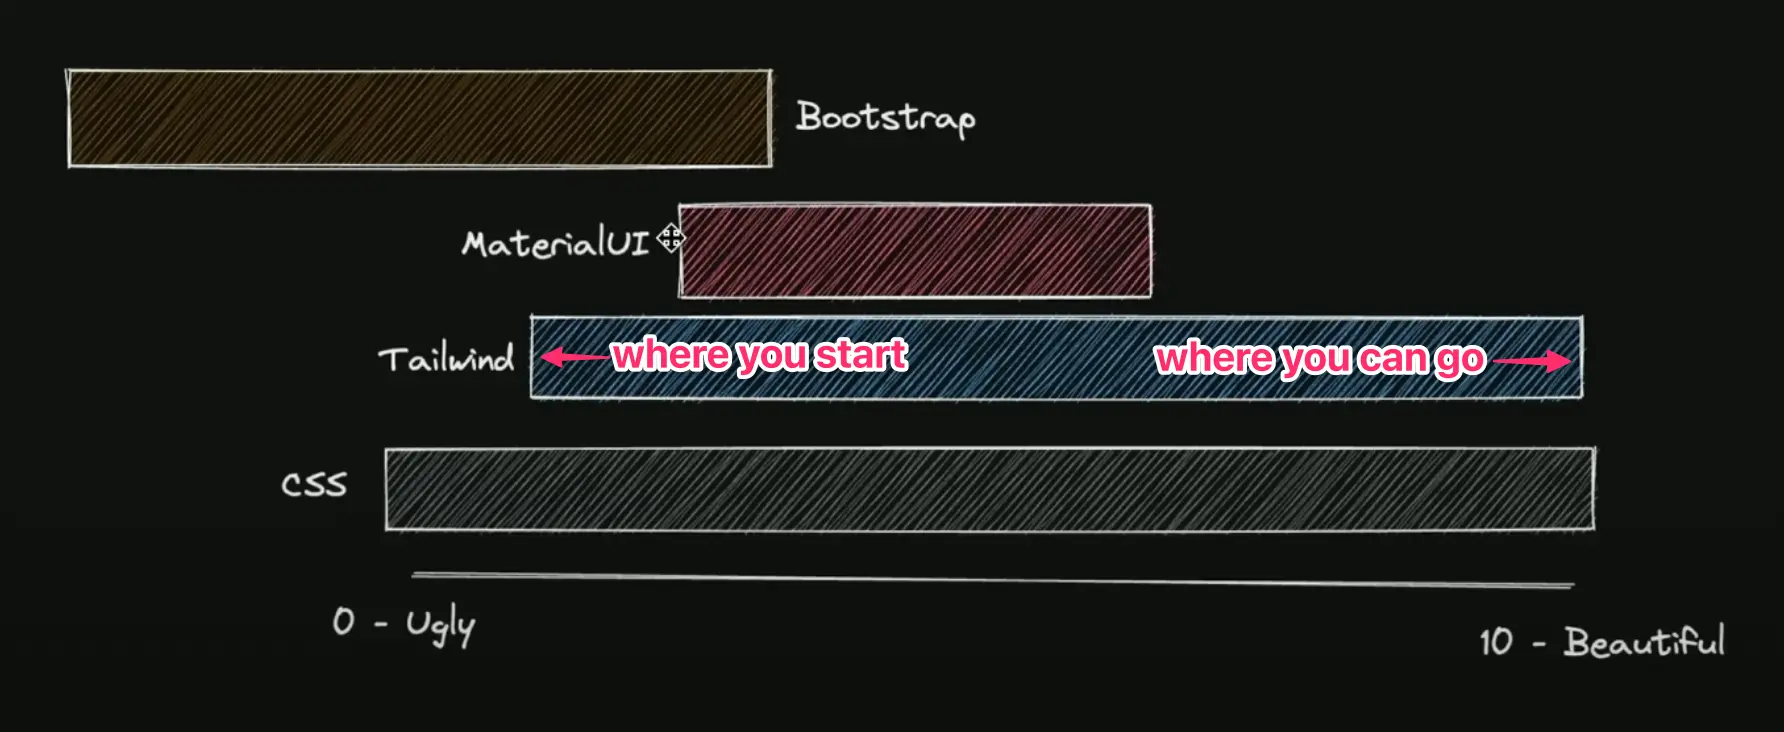 Bootstrap
MaterialUI
Tailwind
where you start
where you can go
CSS
0 - Ugly
10 - Beautiful